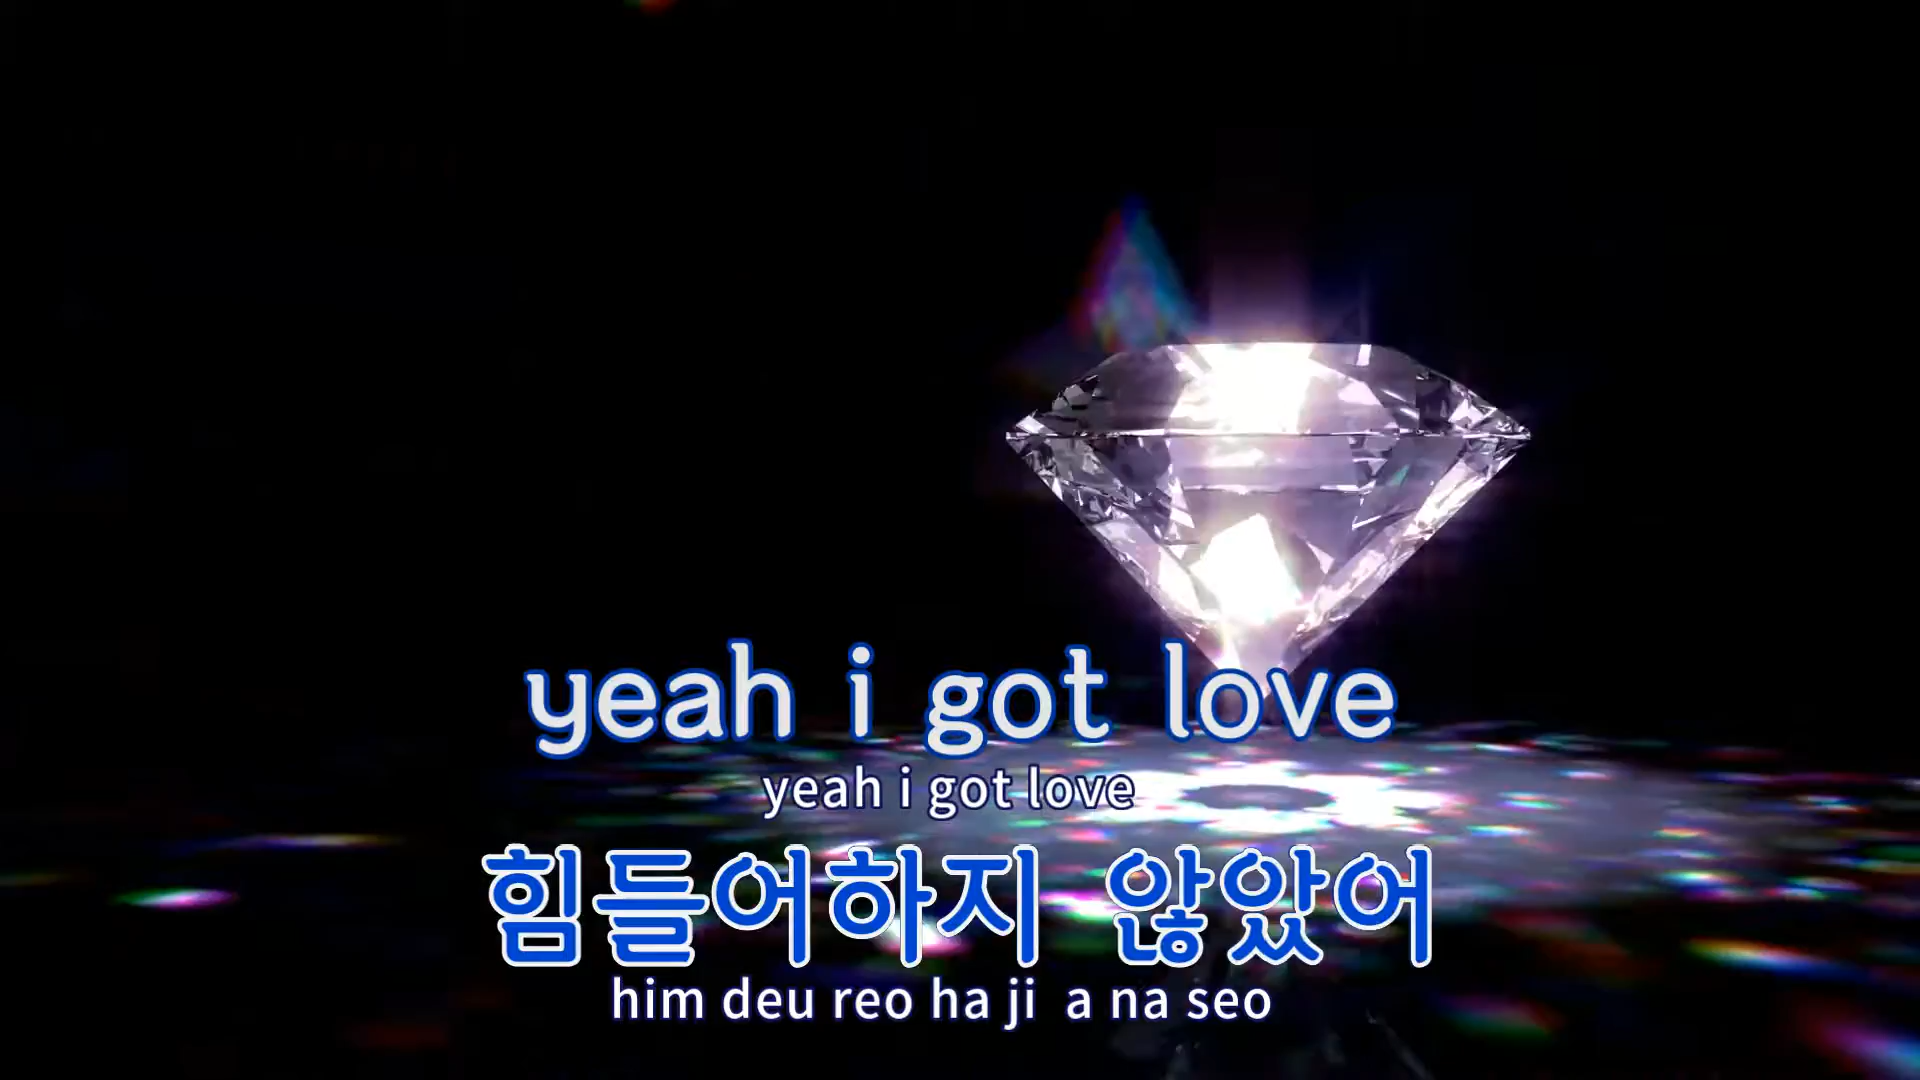 yeah i got love
yeah i got love
힘들어하지 않았어
him deu reo ha ji a na seo